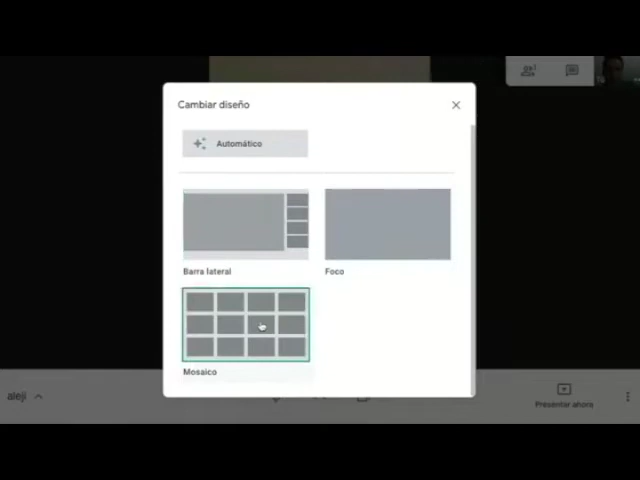 Cambiar diseño
Automático
Barra lateral
Foco
Mosaico
aleji
Presentar ahora